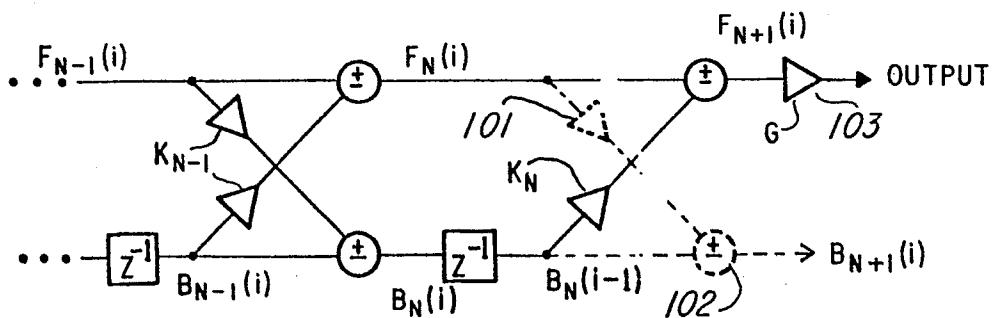 F_{N-1}(i) F_N(i) F_{N+1}(i)
... ± ± OUTPUT
101 G 103
K_{N-1} K_N
... Z^{-1} ± Z^{-1} ± B_{N+1}(i)
B_{N-1}(i) B_N(i) B_N(i-1) 102